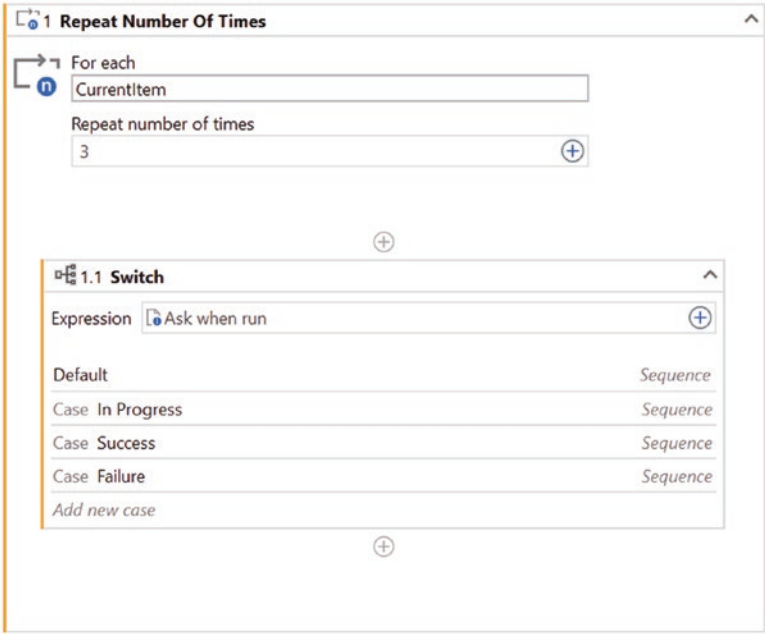 1 Repeat Number Of Times
For each
n
CurrentItem
Repeat number of times
3
1.1 Switch
Expression Ask when run
Default Sequence
Case In Progress Sequence
Case Success Sequence
Case Failure Sequence
Add new case